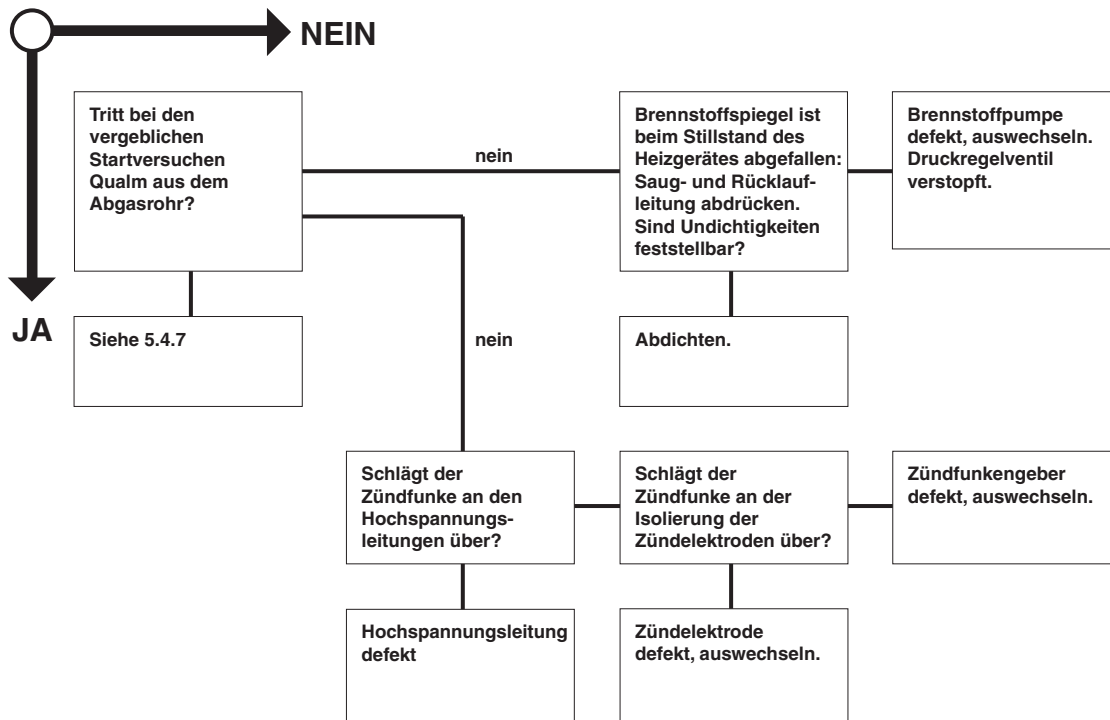 NEIN
JA
Tritt bei den
vergeblichen
Startversuchen
Qualm aus dem
Abgasrohr?
nein
Brennstoffspiegel ist
beim Stillstand des
Heizgerätes abgefallen:
Saug- und Rücklauf-
leitung abdrücken.
Sind Undichtigkeiten
feststellbar?
Brennstoffpumpe
defekt, auswechseln.
Druckregelventil
verstopft.
Siehe 5.4.7
nein
Abdichten.
Schlägt der
Zündfunke an den
Hochspannungs-
leitungen über?
Schlägt der
Zündfunke an der
Isolierung der
Zündelektroden über?
Zündfunkengeber
defekt, auswechseln.
Hochspannungsleitung
defekt
Zündelektrode
defekt, auswechseln.